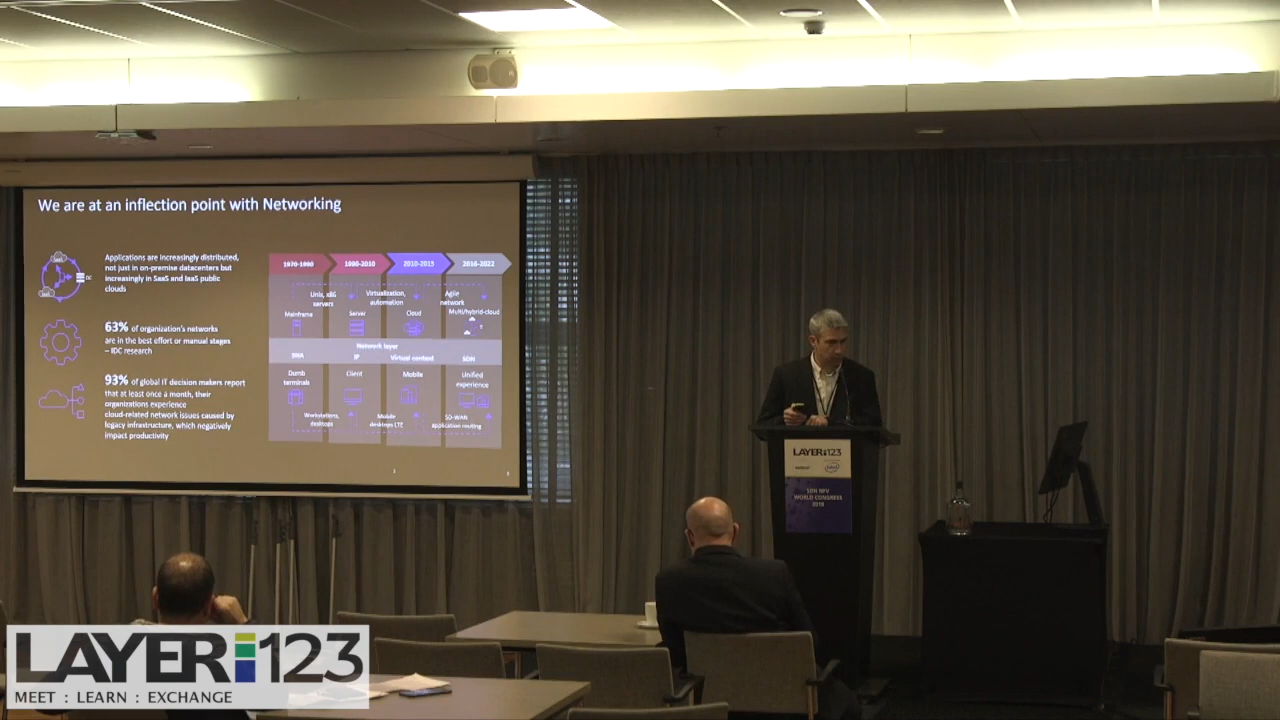 We are at an inflection point with Networking
Applications are increasingly distributed,
not just in on-premise datacenters but
increasingly in SaaS and IaaS public
clouds
63% of organization's networks
are in the best effort or manual stages
– IDC research
93% of global IT decision makers report
that at least once a month, their
organizations experience
cloud-related network issues caused by
legacy infrastructure, which negatively
impact productivity
SaaS
DC
1970-1990 1990-2010 2010-2015 2016-2022
Unix, x86
servers
Virtualization,
automation
Agile
network
Mainframe Server Cloud Multi/hybrid-cloud
Network layer
SNA IP Virtual context SDN
Dumb
terminals
Client
Mobile
Unified
experience
Workstations,
desktops
Mobile
desktops LTE
SD-WAN
application routing
LAYER123
intel
SDN NFV
WORLD CONGRESS
2018
LAYER123
MEET : LEARN : EXCHANGE